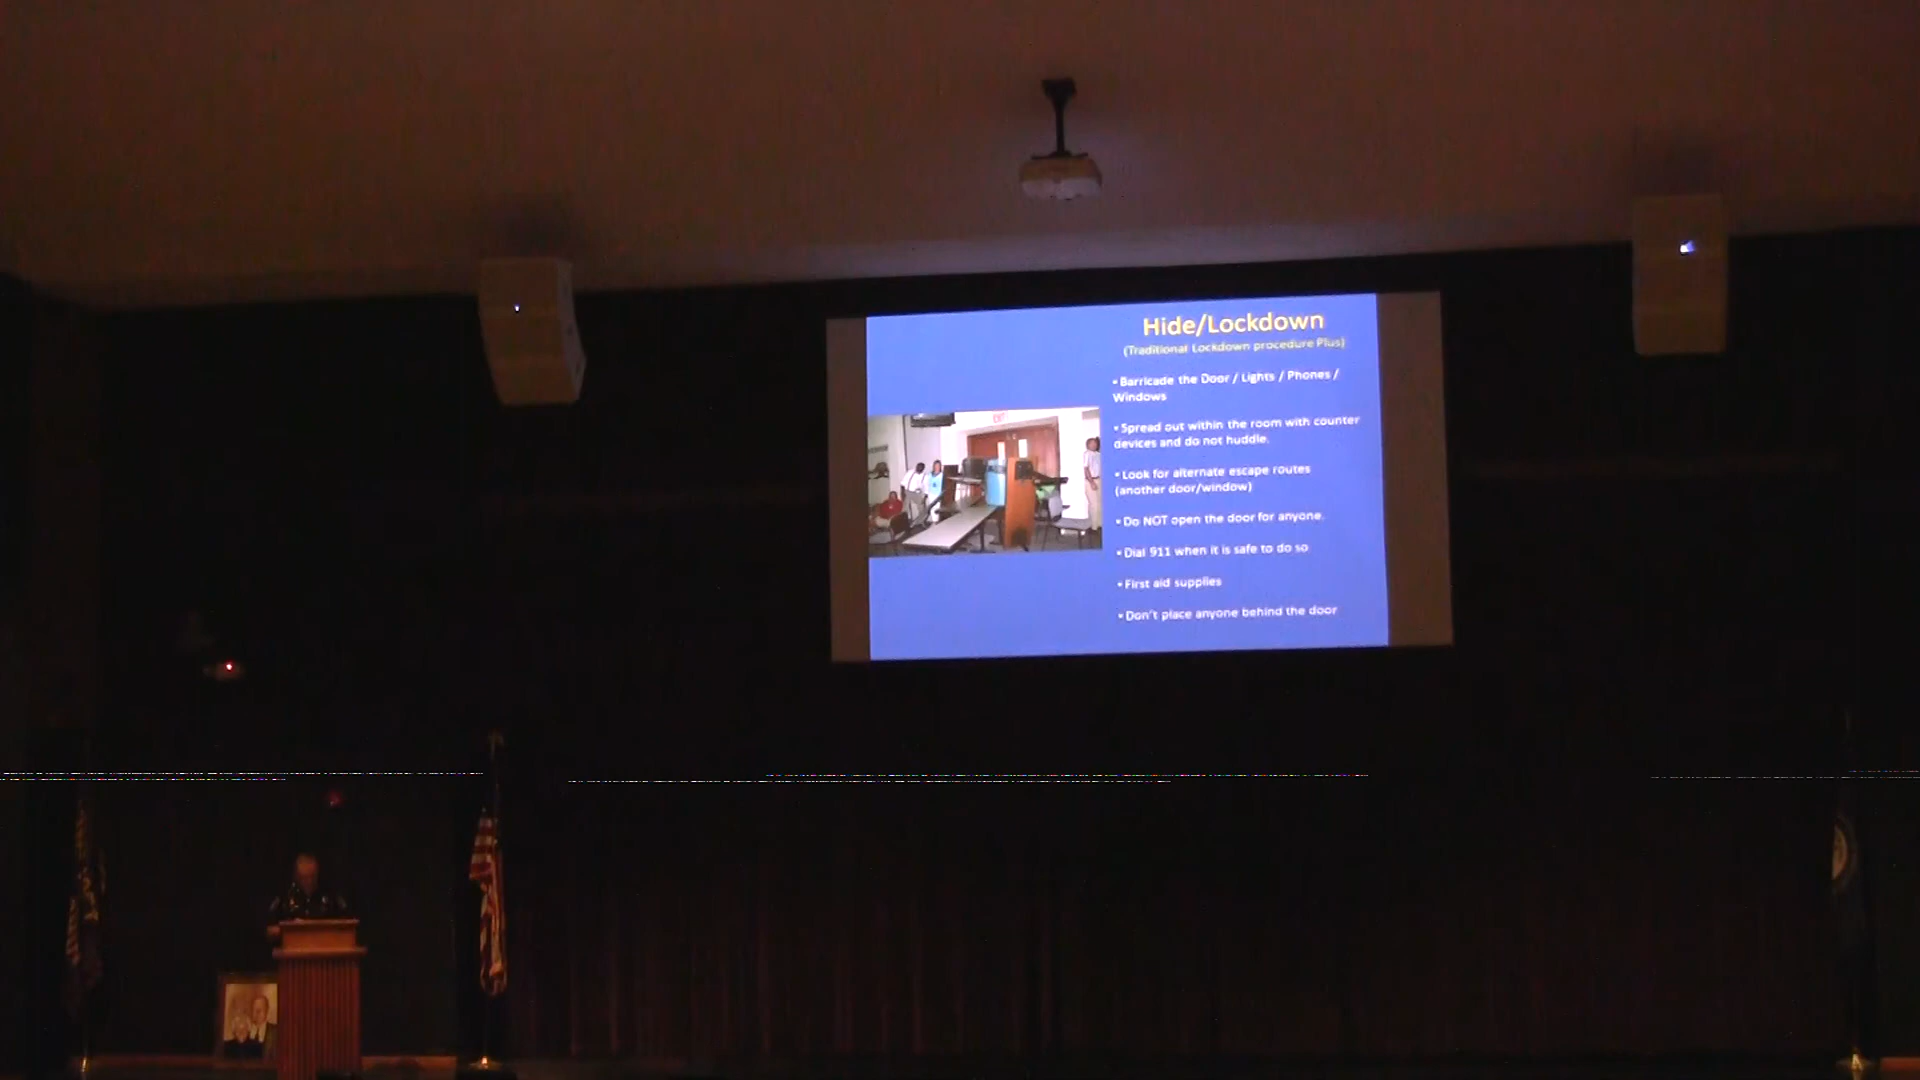 Hide/Lockdown
(Traditional Lockdown procedure Plus)
• Barricade the Door / Lights / Phones /
Windows
• Spread out within the room with counter
devices and do not huddle.
• Look for alternate escape routes
(another door/window)
• Do NOT open the door for anyone.
• Dial 911 when it is safe to do so
• First aid supplies
• Don't place anyone behind the door
EXIT